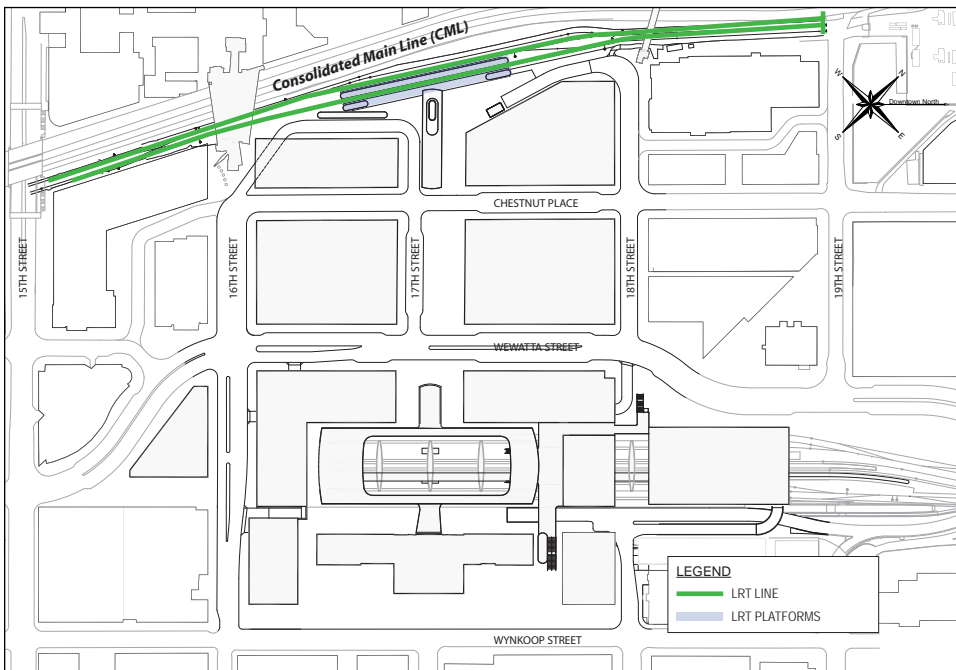 Consolidated Main Line (CML)
W
N
Downtown North
S
E
CHESTNUT PLACE
15TH STREET
16TH STREET
17TH STREET
18TH STREET
19TH STREET
WEWATTA STREET
LEGEND
LRT LINE
LRT PLATFORMS
WYNKOOP STREET